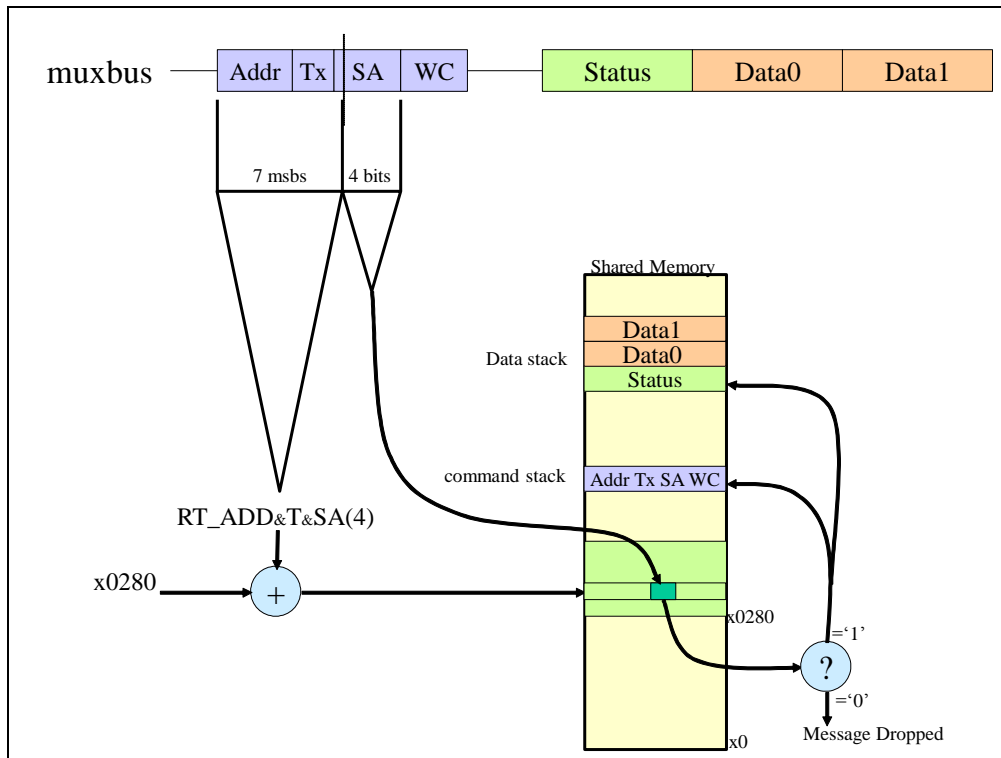 muxbus
Addr Tx SA WC
Status Data0 Data1
7 msbs 4 bits
Shared Memory
Data1
Data stack Data0
Status
command stack Addr Tx SA WC
RT_ADD&T&SA(4)
x0280 +
x0280
='1'
?
='0'
Message Dropped
x0